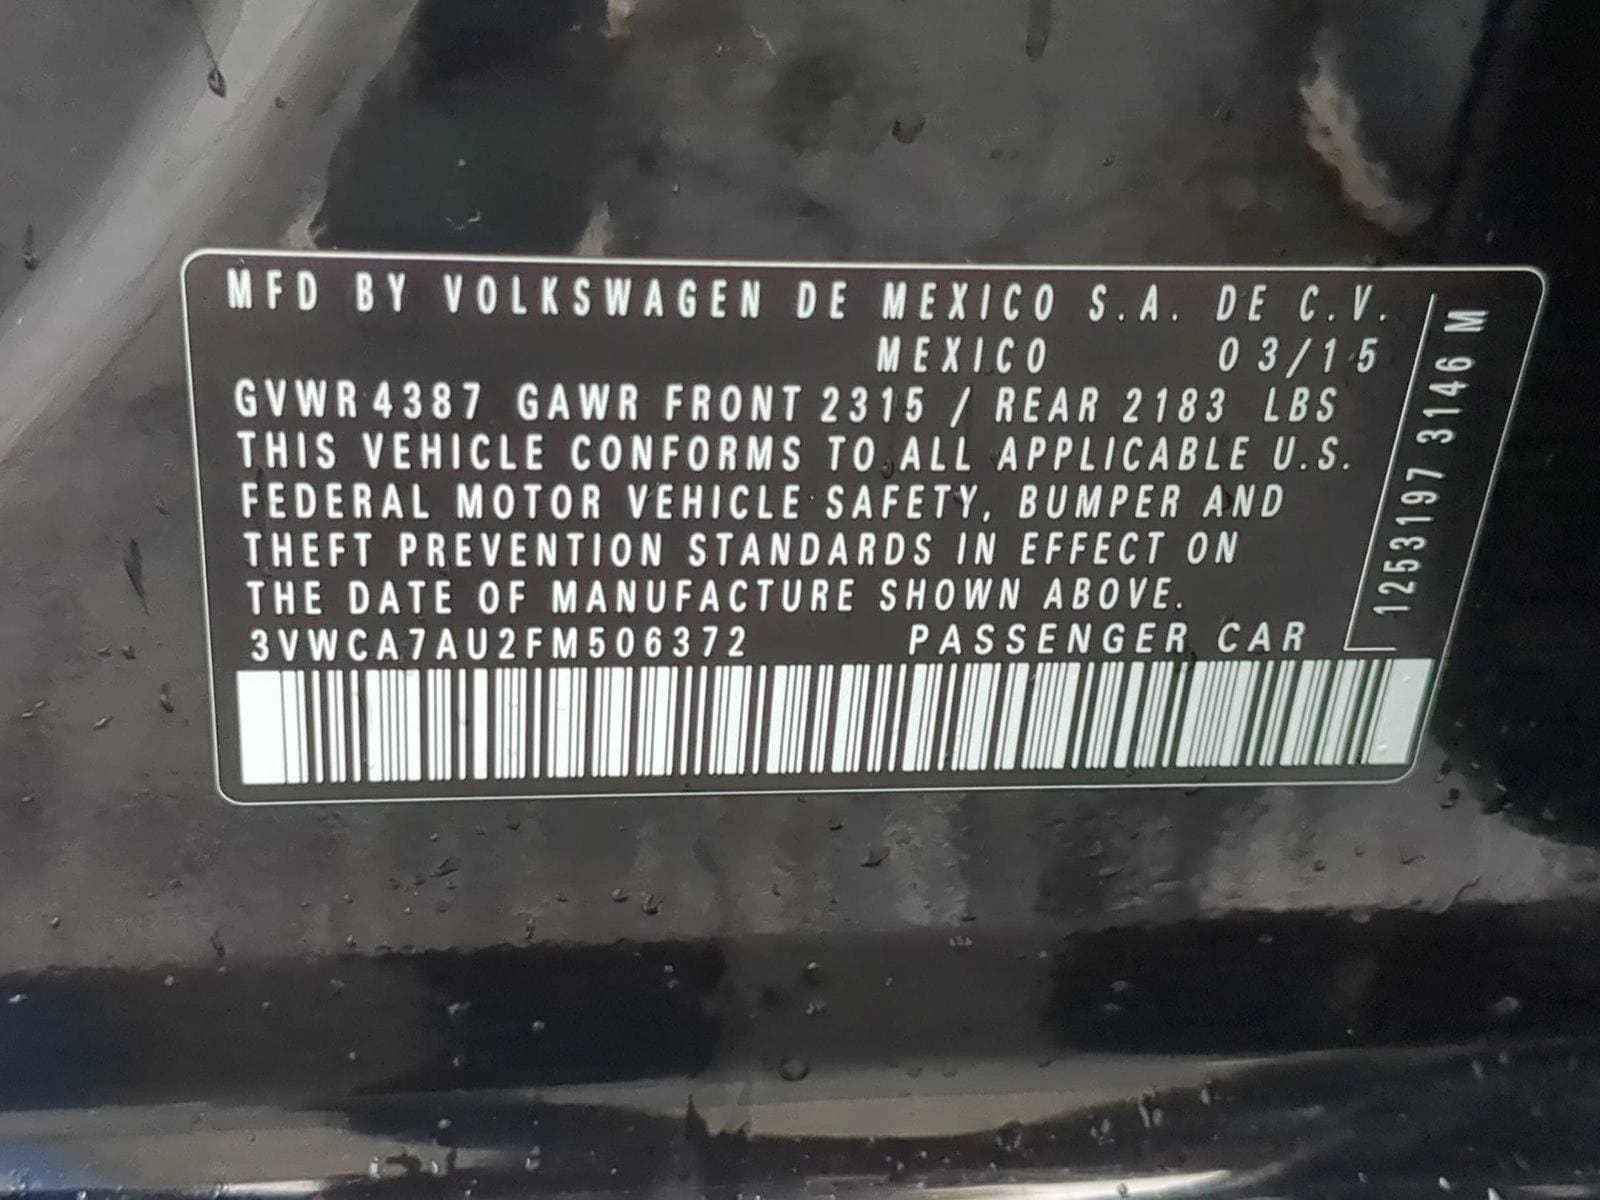 MFD BY VOLKSWAGEN DE MEXICO S.A. DE C.V.
MEXICO 03/15
GVWR 4387 GAWR FRONT 2315 / REAR 2183 LBS
THIS VEHICLE CONFORMS TO ALL APPLICABLE U.S.
FEDERAL MOTOR VEHICLE SAFETY, BUMPER AND
THEFT PREVENTION STANDARDS IN EFFECT ON
THE DATE OF MANUFACTURE SHOWN ABOVE.
3VWCA7AU2FM506372 PASSENGER CAR
1253197 3146 M